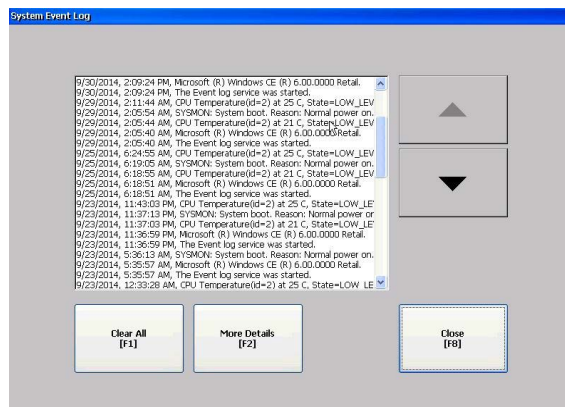 System Event Log
9/30/2014, 2:09:24 PM, Microsoft (R) Windows CE (R) 6.00.0000 Retail.
9/30/2014, 2:09:24 PM, The Event log service was started.
9/29/2014, 2:11:44 AM, CPU Temperature(id=2) at 25 C, State=LOW_LEV
9/29/2014, 2:05:54 AM, SYSMON: System boot. Reason: Normal power on.
9/29/2014, 2:05:44 AM, CPU Temperature(id=2) at 21 C, State=LOW_LEV
9/29/2014, 2:05:40 AM, Microsoft (R) Windows CE (R) 6.00.0000 Retail.
9/29/2014, 2:05:40 AM, The Event log service was started.
9/25/2014, 6:24:55 AM, CPU Temperature(id=2) at 25 C, State=LOW_LEV
9/25/2014, 6:19:05 AM, SYSMON: System boot. Reason: Normal power on.
9/25/2014, 6:18:55 AM, CPU Temperature(id=2) at 21 C, State=LOW_LEV
9/25/2014, 6:18:51 AM, Microsoft (R) Windows CE (R) 6.00.0000 Retail.
9/25/2014, 6:18:51 AM, The Event log service was started.
9/23/2014, 11:43:03 PM, CPU Temperature(id=2) at 25 C, State=LOW_LE
9/23/2014, 11:37:13 PM, SYSMON: System boot. Reason: Normal power or
9/23/2014, 11:37:03 PM, CPU Temperature(id=2) at 21 C, State=LOW_LE
9/23/2014, 11:36:59 PM, Microsoft (R) Windows CE (R) 6.00.0000 Retail.
9/23/2014, 11:36:59 PM, The Event log service was started.
9/23/2014, 5:36:13 AM, SYSMON: System boot. Reason: Normal power on.
9/23/2014, 5:35:57 AM, Microsoft (R) Windows CE (R) 6.00.0000 Retail.
9/23/2014, 5:35:57 AM, The Event log service was started.
9/23/2014, 12:33:28 AM, CPU Temperature(id=2) at 25 C, State=LOW_LE
Clear All
[F1]
More Details
[F2]
Close
[F8]